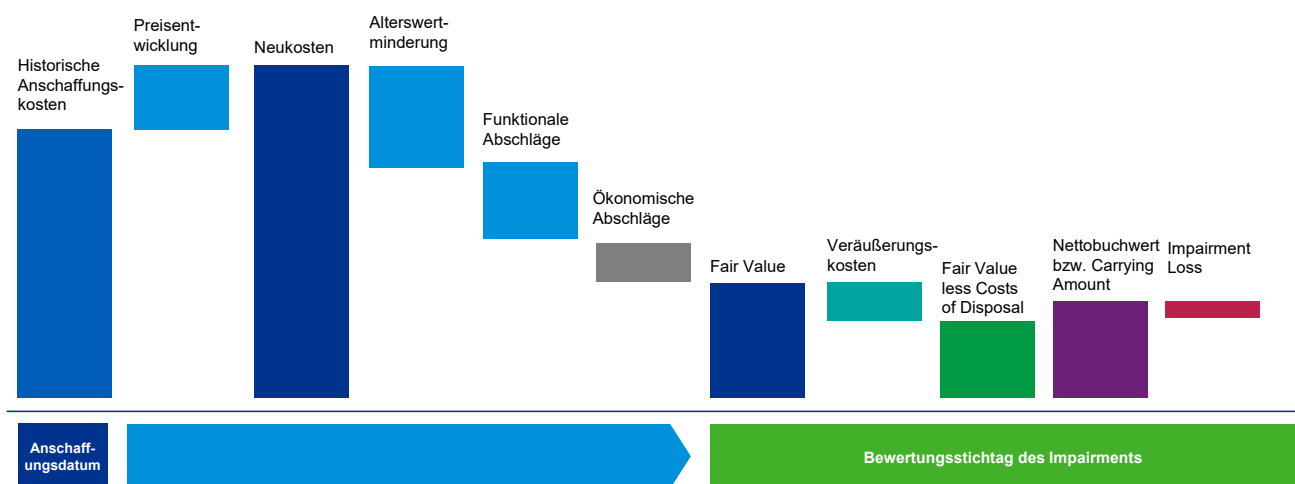 Historische
Anschaffungs-
kosten
Preisent-
wicklung
Neukosten
Alterswert-
minderung
Funktionale
Abschläge
Ökonomische
Abschläge
Fair Value
Veräußerungs-
kosten
Fair Value
less Costs
of Disposal
Nettobuchwert
bzw. Carrying
Amount
Impairment
Loss
Anschaff-
ungsdatum
Bewertungsstichtag des Impairments